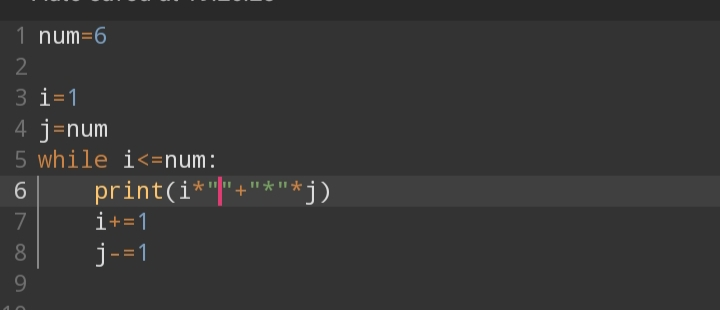 1 num=6
2
3 i=1
4 j=num
5 while i<=num:
6 print(i*""+"*"*j)
7 i+=1
8 j-=1
9